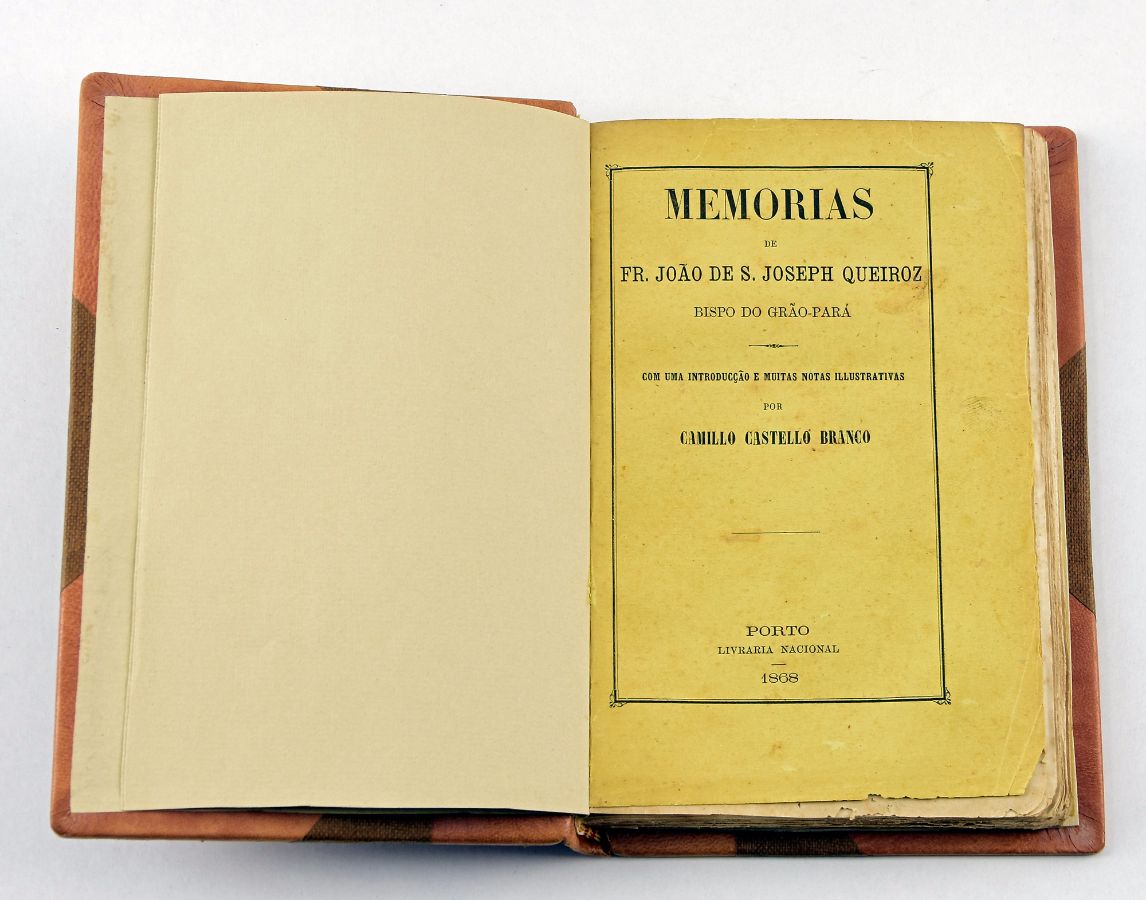 MEMORIAS
DE
FR. JOÃO DE S. JOSEPH QUEIROZ
BISPO DO GRÃO-PARÁ
COM UMA INTRODUCÇÃO E MUITAS NOTAS ILLUSTRATIVAS
POR
CAMILLO CASTELLO BRANCO
PORTO
LIVRARIA NACIONAL
1868